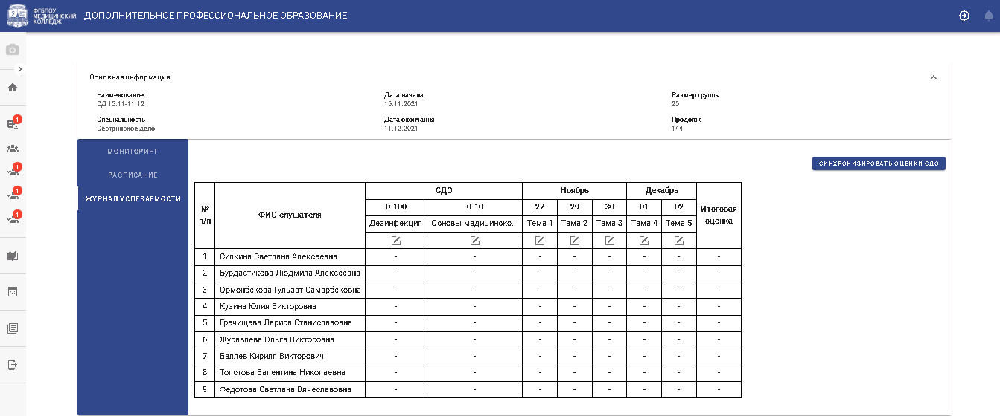 ФГБПОУ
МЕДИЦИНСКИЙ
КОЛЛЕДЖ
ДОПОЛНИТЕЛЬНОЕ ПРОФЕССИОНАЛЬНОЕ ОБРАЗОВАНИЕ
Основная информация
Наименование Дата начала Размер группы
СД 15.11-11.12 15.11.2021 25
Специальность Дата окончания Продолж
Сестринское дело 11.12.2021 144
1
1
1
1
МОНИТОРИНГ
РАСПИСАНИЕ
ЖУРНАЛ УСПЕВАЕМОСТИ
СИНХРОНИЗИРОВАТЬ ОЦЕНКИ СДО
№ п/п ФИО слушателя СДО Ноябрь Декабрь Итоговая оценка
0-100 0-10 27 29 30 01 02
Дезинфекция Основы медицинско... Тема 1 Тема 2 Тема 3 Тема 4 Тема 5
1 Силкина Светлана Алексеевна - - - - - - - -
2 Бурдастикова Людмила Алексеевна - - - - - - - -
3 Ормонбекова Гульзат Самарбековна - - - - - - - -
4 Кузина Юлия Викторовна - - - - - - - -
5 Гречищева Лариса Станиславовна - - - - - - - -
6 Журавлева Ольга Викторовна - - - - - - - -
7 Беляев Кирилл Викторович - - - - - - - -
8 Толстова Валентина Николаевна - - - - - - - -
9 Федотова Светлана Вячеславовна - - - - - - - -